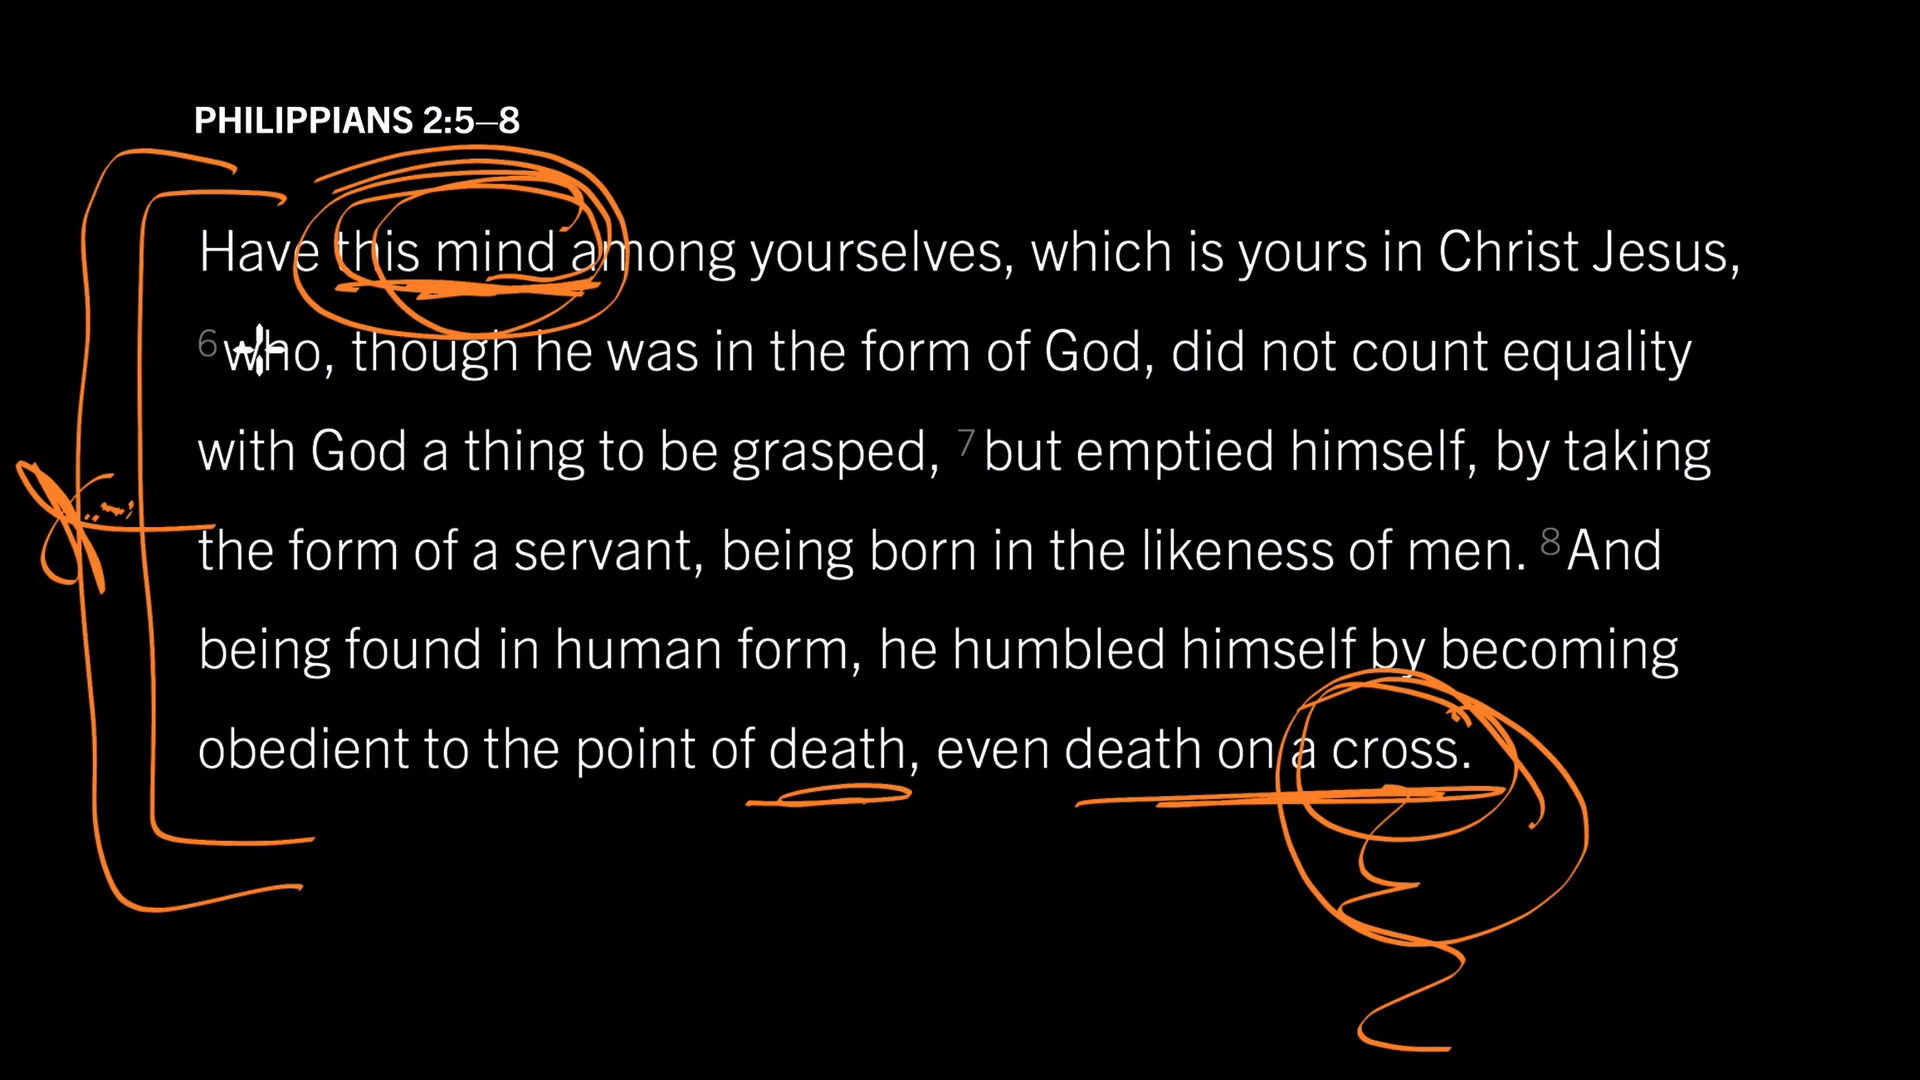 PHILIPPIANS 2:5–8
Have this mind among yourselves, which is yours in Christ Jesus,
6 who, though he was in the form of God, did not count equality
with God a thing to be grasped, 7 but emptied himself, by taking
the form of a servant, being born in the likeness of men. 8 And
being found in human form, he humbled himself by becoming
obedient to the point of death, even death on a cross.